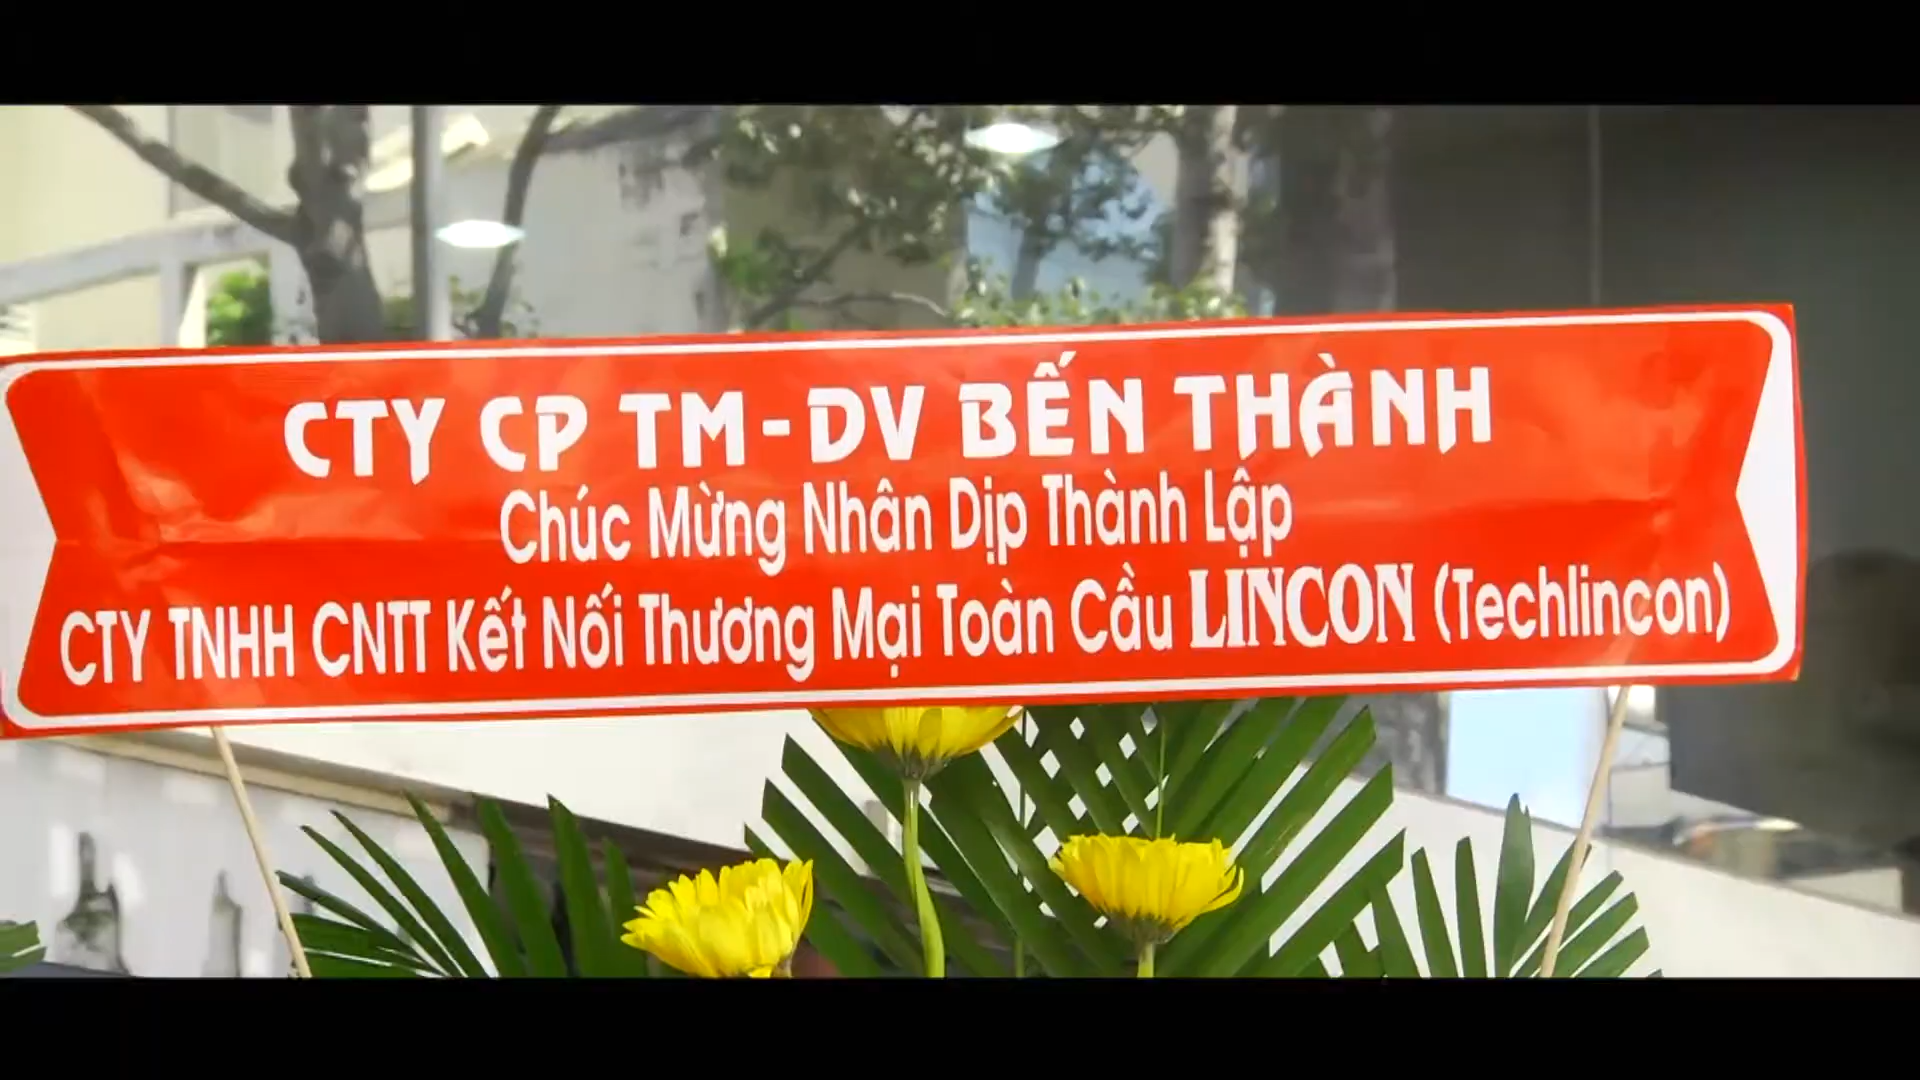 CTY CP TM-DV BẾN THÀNH
Chúc Mừng Nhân Dịp Thành Lập
CTY TNHH CNTT Kết Nối Thương Mại Toàn Cầu LINCON (Techlincon)